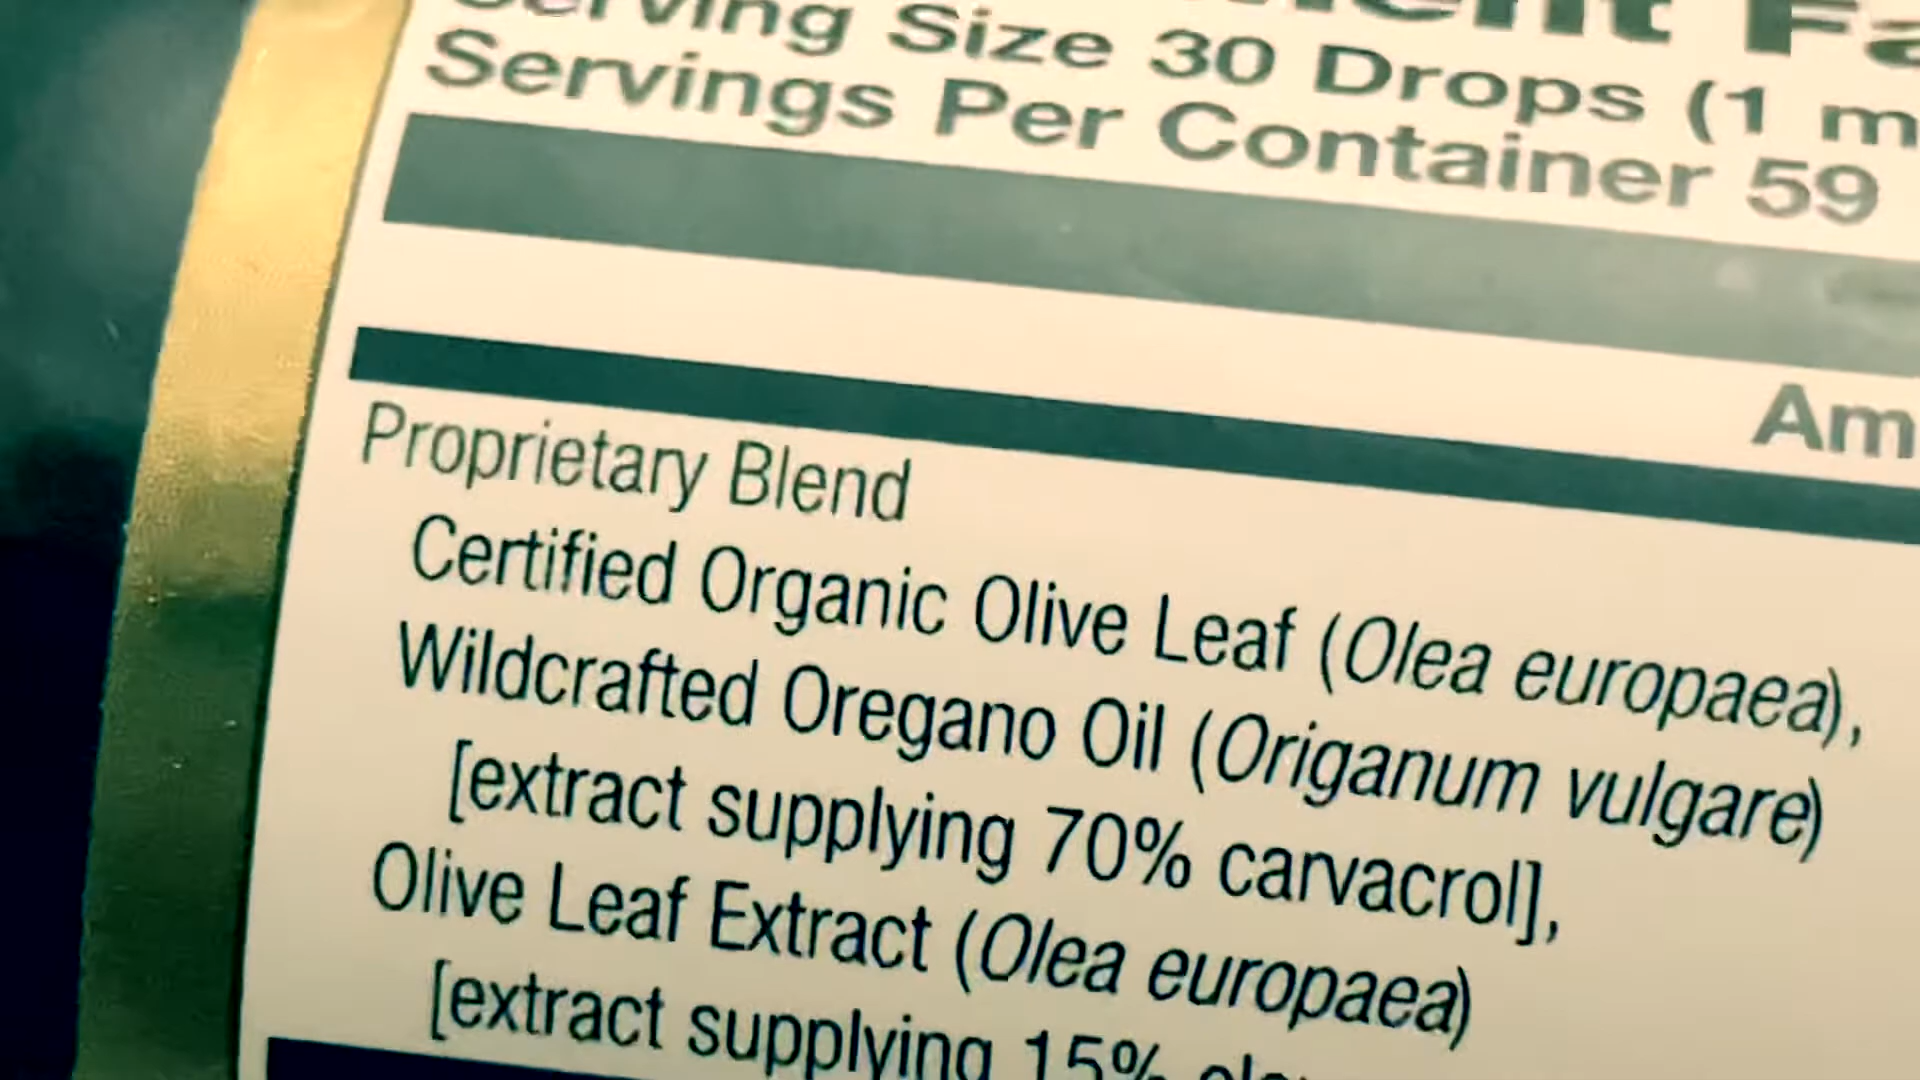 Serving Size 30 Drops (1 m
Servings Per Container 59
Am
Proprietary Blend
Certified Organic Olive Leaf (Olea europaea),
Wildcrafted Oregano Oil (Origanum vulgare)
[extract supplying 70% carvacrol],
Olive Leaf Extract (Olea europaea)
[extract supplying 15%